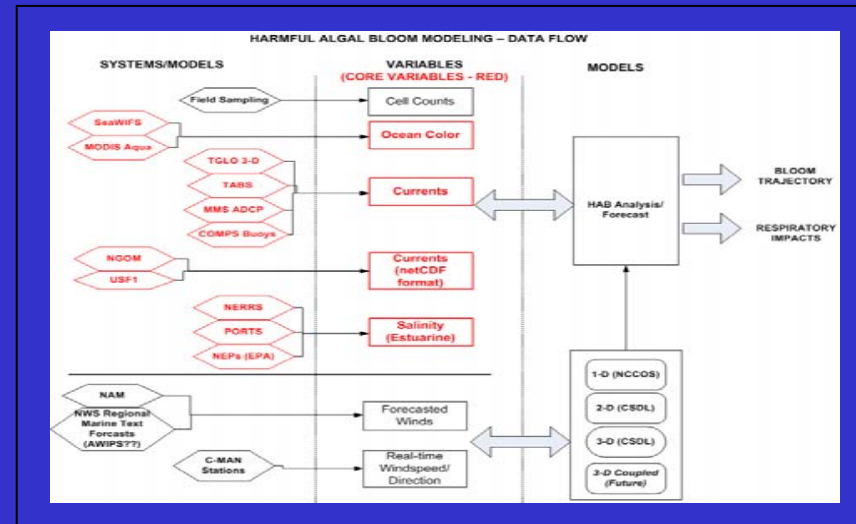 HARMFUL ALGAL BLOOM MODELING – DATA FLOW
SYSTEMS/MODELS
VARIABLES
(CORE VARIABLES - RED)
MODELS
Field Sampling
Cell Counts
SeaWIFS
MODIS Aqua
Ocean Color
TGLO 3-D
TABS
MMS ADCP
COMPS Buoys
Currents
HAB Analysis/
Forecast
BLOOM
TRAJECTORY
RESPIRATORY
IMPACTS
NGOM
USF1
Currents
(netCDF
format)
NERRS
PORTS
NEPs (EPA)
Salinity
(Estuarine)
NAM
NWS Regional
Marine Text
Forcasts
(AWIPS??)
Forecasted
Winds
C-MAN
Stations
Real-time
Windspeed/
Direction
1-D (NCCOS)
2-D (CSDL)
3-D (CSDL)
3-D Coupled
(Future)